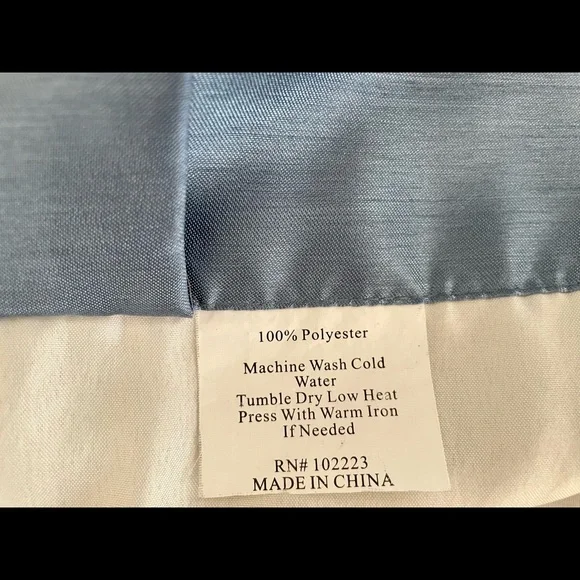 100% Polyester
Machine Wash Cold
Water
Tumble Dry Low Heat
Press With Warm Iron
If Needed
RN# 102223
MADE IN CHINA